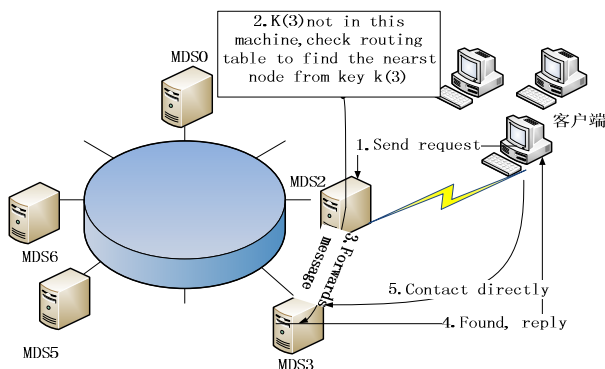 2.K(3)not in this
machine,check routing
table to find the nearst
node from key k(3)
MDS0
客户端
1.Send request
MDS2
MDS6
3.Forwards
message
5.Contact directly
4.Found, reply
MDS5
MDS3